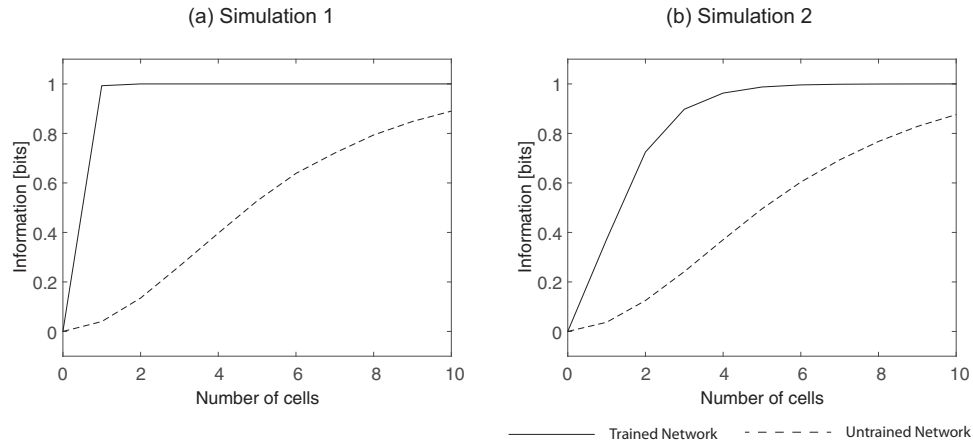 (a) Simulation 1
1
0.8
0.6
0.4
0.2
0
Information [bits]
0 2 4 6 8 10
Number of cells
(b) Simulation 2
1
0.8
0.6
0.4
0.2
0
Information [bits]
0 2 4 6 8 10
Number of cells
Trained Network Untrained Network